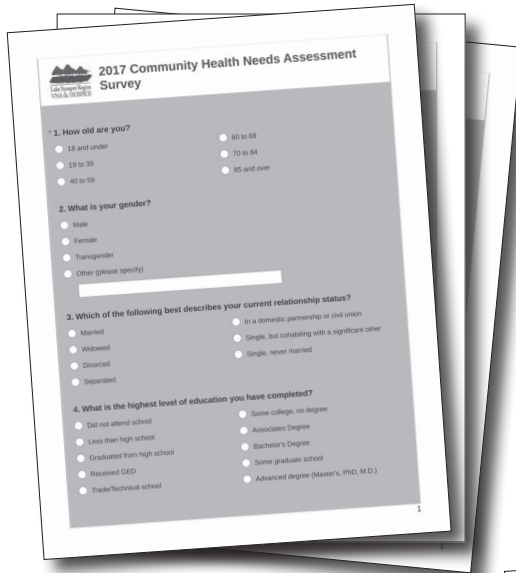 2017 Community Health Needs Assessment
Survey
Lake Sunapee Region
VNA & HOSPICE
* 1. How old are you?
18 and under
19 to 39
40 to 59
60 to 69
70 to 84
85 and over
2. What is your gender?
Male
Female
Transgender
Other (please specify)
3. Which of the following best describes your current relationship status?
Married
Widowed
Divorced
Separated
In a domestic partnership or civil union
Single, but cohabiting with a significant other
Single, never married
4. What is the highest level of education you have completed?
Did not attend school
Less than high school
Graduated from high school
Received GED
Trade/Technical school
Some college, no degree
Associates Degree
Bachelor's Degree
Some graduate school
Advanced degree (Master's, PhD, M.D.)
1
1